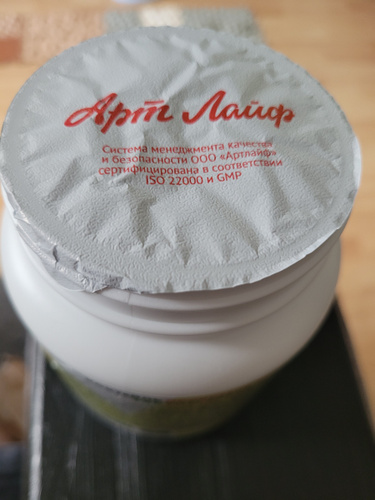 Арт Лайф
Система менеджмента качества
и безопасности ООО «Артлайф»
сертифицирована в соответствии
ISO 22000 и GMP